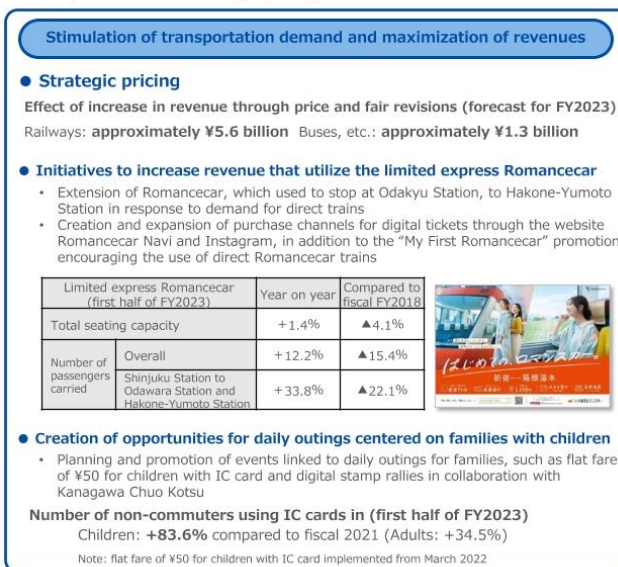 Stimulation of transportation demand and maximization of revenues
● Strategic pricing
Effect of increase in revenue through price and fair revisions (forecast for FY2023)
Railways: approximately ¥5.6 billion Buses, etc.: approximately ¥1.3 billion
● Initiatives to increase revenue that utilize the limited express Romancecar
• Extension of Romancecar, which used to stop at Odakyu Station, to Hakone-Yumoto
Station in response to demand for direct trains
• Creation and expansion of purchase channels for digital tickets through the website
Romancecar Navi and Instagram, in addition to the “My First Romancecar” promotion
encouraging the use of direct Romancecar trains
Limited express Romancecar
(first half of FY2023)
Year on year
Compared to
fiscal FY2018
Total seating capacity
+1.4%
▲4.1%
Number of
passengers
carried
Overall
+12.2%
▲15.4%
Shinjuku Station to
Odawara Station and
Hakone-Yumoto Station
+33.8%
▲22.1%
はじめての、ロマンスカー。
新宿
箱根湯本
● Creation of opportunities for daily outings centered on families with children
• Planning and promotion of events linked to daily outings for families, such as flat fare
of ¥50 for children with IC card and digital stamp rallies in collaboration with
Kanagawa Chuo Kotsu
Number of non-commuters using IC cards in (first half of FY2023)
Children: +83.6% compared to fiscal 2021 (Adults: +34.5%)
Note: flat fare of ¥50 for children with IC card implemented from March 2022